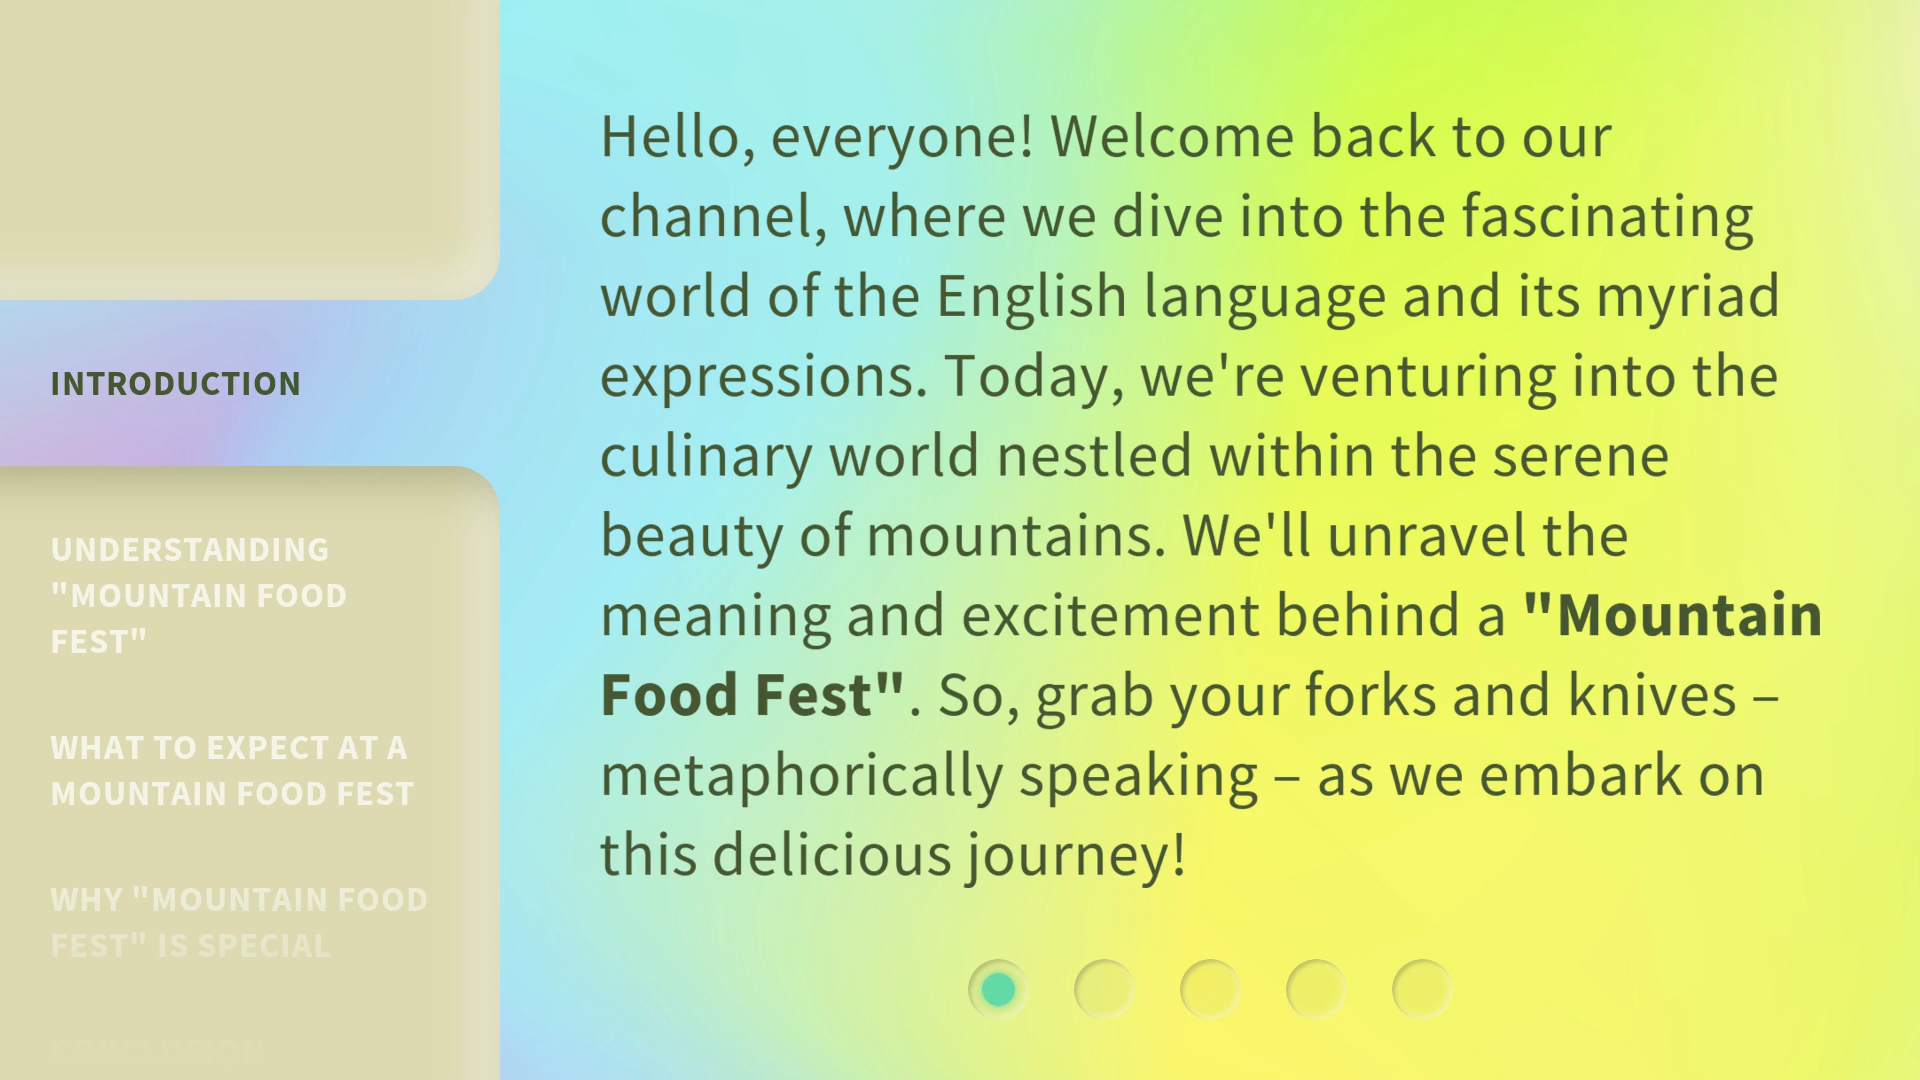 INTRODUCTION
UNDERSTANDING
"MOUNTAIN FOOD
FEST"
WHAT TO EXPECT AT A
MOUNTAIN FOOD FEST
WHY "MOUNTAIN FOOD
FEST" IS SPECIAL
CONCLUSION
Hello, everyone! Welcome back to our
channel, where we dive into the fascinating
world of the English language and its myriad
expressions. Today, we're venturing into the
culinary world nestled within the serene
beauty of mountains. We'll unravel the
meaning and excitement behind a "Mountain
Food Fest". So, grab your forks and knives –
metaphorically speaking – as we embark on
this delicious journey!